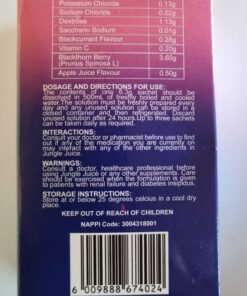 Potassium Chloride 0.13g
Sodium Chloride 0.22g
Dextrose 1.13g
Saccharin Sodium 0.01g
Blackcurrant Flavour 0.28g
Vitamin C 0.20g
Blackthorn Berry 3.60g
(Prunus Spinosa L)
Apple Juice Flavour 0.50g
DOSAGE AND DIRECTIONS FOR USE:
The contents of one 6.3g sachet should be
dissolved in 500ml of freshly boiled and cooled
water. The solution must be freshly prepared every
day and any unused solution can be stored in a
closed container and then refrigerated. Discard
unused solution after 24 hours Up to three sachets
can be taken daily as required.
INTERACTIONS:
Consult your doctor or pharmacist before use to find
out if any of the medication you are currently on
may interact with any of the other ingredients in
Jungle Juice.
WARNINGS:
Consult a doctor, healthcare professional before
using Jungle Juice or any other supplements. Care
should be exercised when the formulation is given
to patients with renal failure and diabetes insipidus.
STORAGE INSTRUCTIONS:
Store at or below 25 degrees celcius in a cool dry
place.
KEEP OUT OF REACH OF CHILDREN
NAPPI Code: 3004318001
6 009888 674024